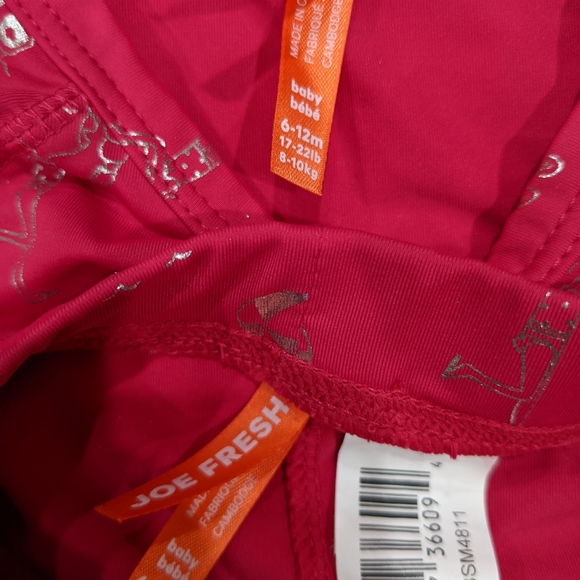 MADE IN
FABRIQUÉ
CAMBODGE
baby
bébé
6-12m
17-22lb
8-10kg
JOE FRESH
MADE
FABRIQUÉ
CAMBODGE
baby
bébé
36609 4
SM4811